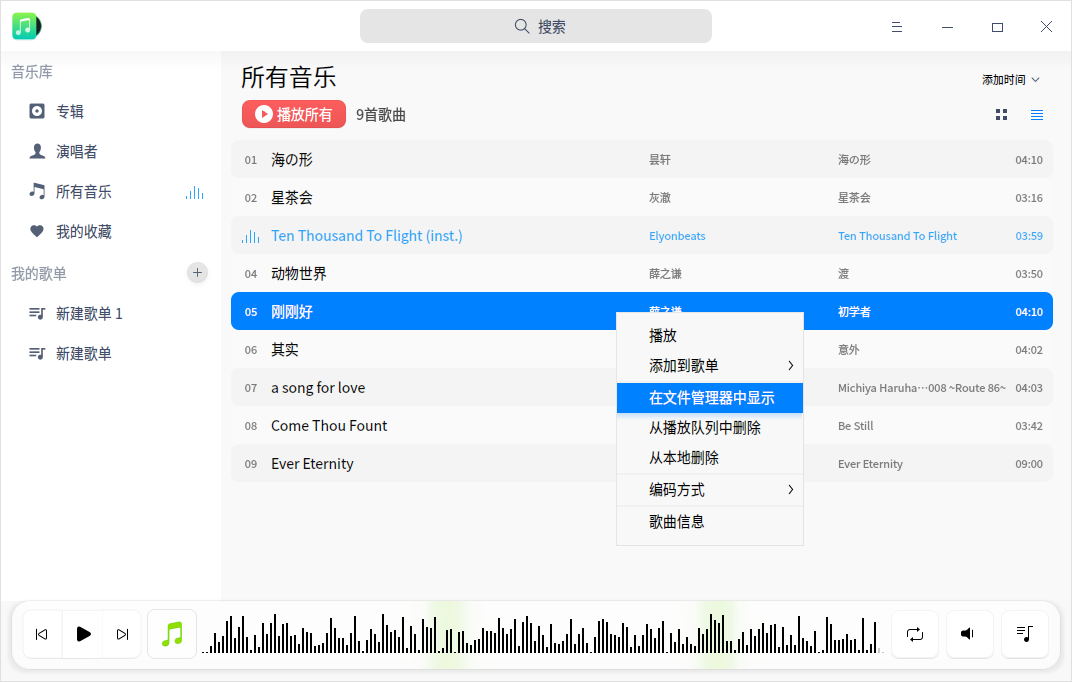 搜索
音乐库
专辑
演唱者
所有音乐
我的收藏
我的歌单
新建歌单 1
新建歌单
所有音乐
添加时间
播放所有 9首歌曲
01 海の形 昙轩 海の形 04:10
02 星茶会 灰澈 星茶会 03:16
Ten Thousand To Flight (inst.) Elyonbeats Ten Thousand To Flight 03:59
04 动物世界 薛之谦 渡 03:50
05 刚刚好 薛之谦 初学者 04:10
06 其实 意外 04:02
07 a song for love Michiya Haruha⋯008 ~Route 86~ 04:03
08 Come Thou Fount Be Still 03:42
09 Ever Eternity Ever Eternity 09:00
播放
添加到歌单
在文件管理器中显示
从播放队列中删除
从本地删除
编码方式
歌曲信息